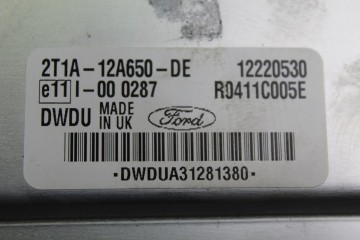 2T1A-12A650-DE 12220530
e11 I-00 0287 R0411C005E
DWDU MADE IN UK Ford
·DWDUA31281380·